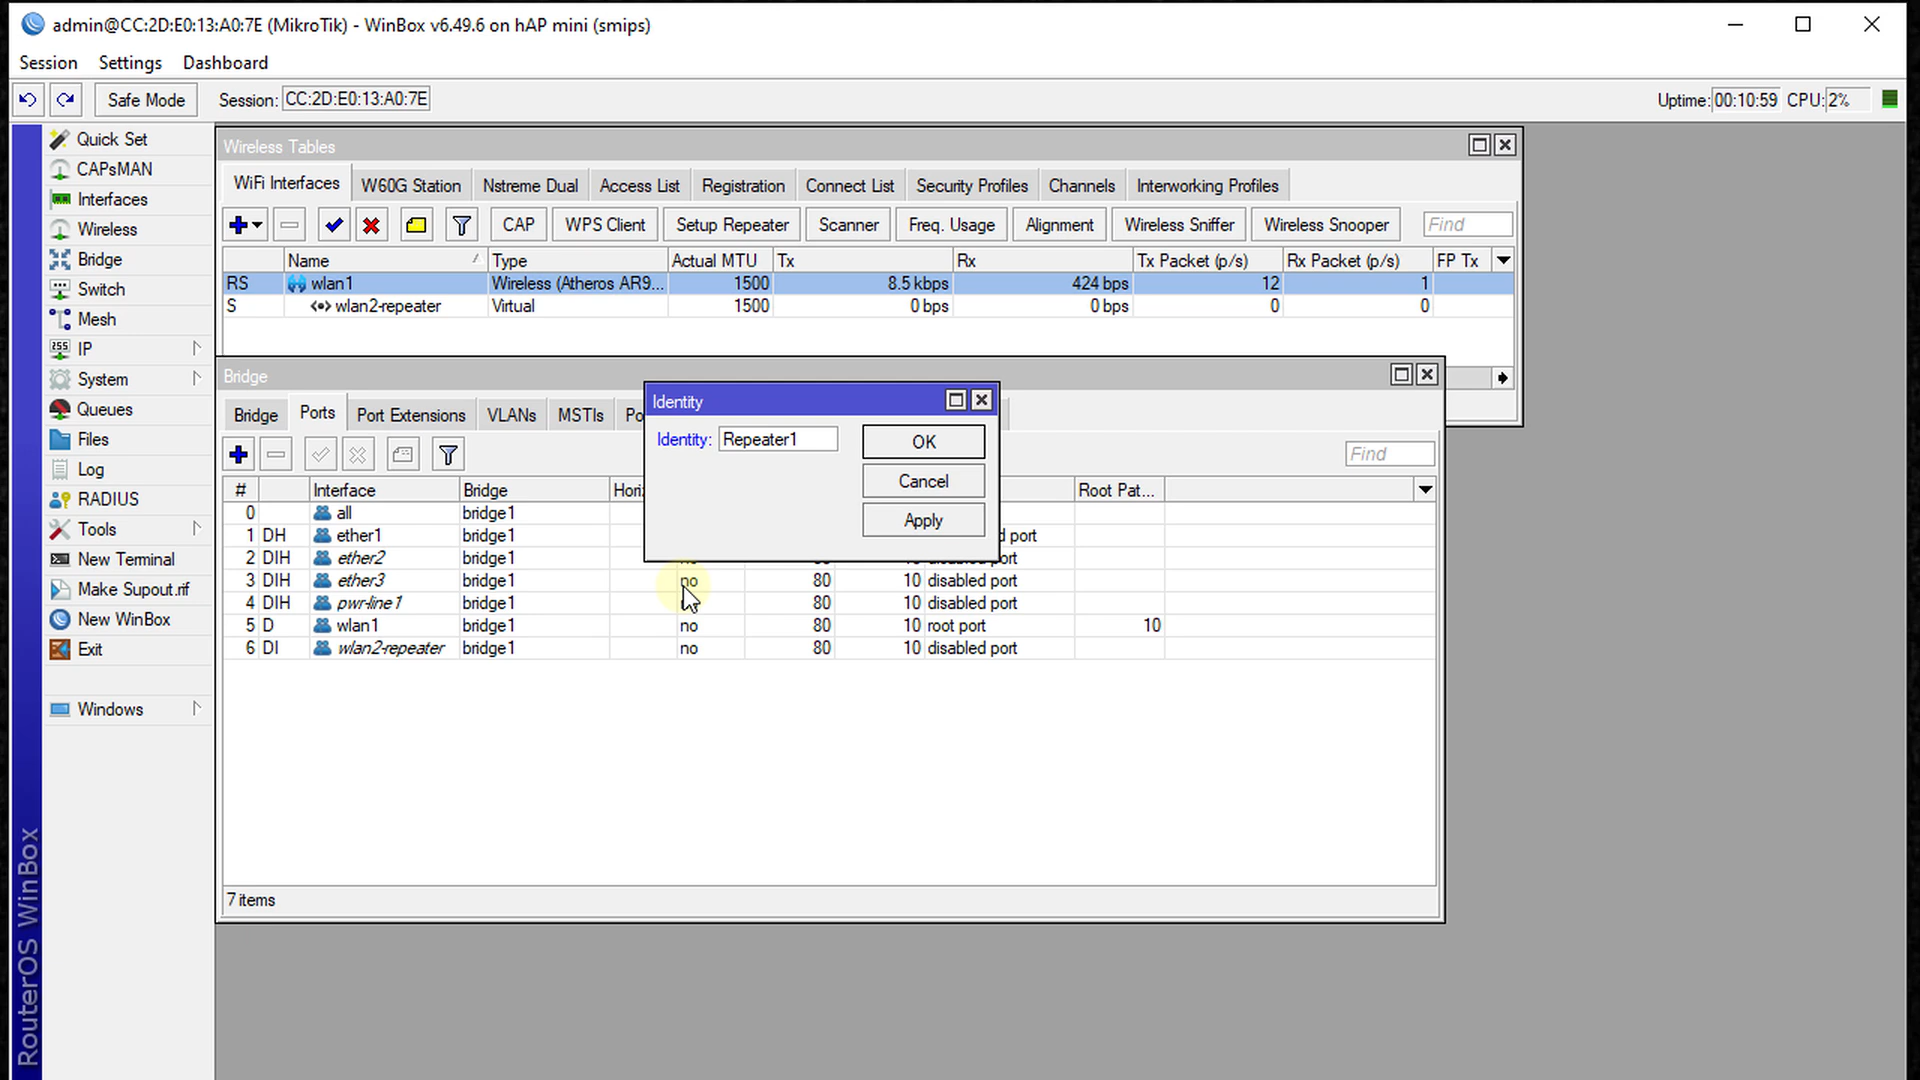 admin@CC:2D:E0:13:A0:7E (MikroTik) - WinBox v6.49.6 on hAP mini (smips)
Session Settings Dashboard
Safe Mode Session: CC:2D:E0:13:A0:7E Uptime: 00:10:59 CPU: 2%
Quick Set
CAPsMAN
Interfaces
Wireless
Bridge
Switch
Mesh
255 IP
System
Queues
Files
Log
RADIUS
Tools
New Terminal
Make Supout.rif
New WinBox
Exit
Windows
RouterOS WinBox
Wireless Tables
WiFi Interfaces W60G Station Nstreme Dual Access List Registration Connect List Security Profiles Channels Interworking Profiles
CAP WPS Client Setup Repeater Scanner Freq. Usage Alignment Wireless Sniffer Wireless Snooper Find
Name Type Actual MTU Tx Rx Tx Packet (p/s) Rx Packet (p/s) FP Tx
RS wlan1 Wireless (Atheros AR9... 1500 8.5 kbps 424 bps 12 1
S wlan2-repeater Virtual 1500 0 bps 0 bps 0 0
Bridge
Bridge Ports Port Extensions VLANs MSTIs Po
Find
# Interface Bridge Hori Root Pat...
0 all bridge1
1 DH ether1 bridge1 d port
2 DIH ether2 bridge1 no 80 10 disabled port
3 DIH ether3 bridge1 no 80 10 disabled port
4 DIH pwr-line1 bridge1 80 10 disabled port
5 D wlan1 bridge1 no 80 10 root port 10
6 DI wlan2-repeater bridge1 no 80 10 disabled port
7 items
Identity
Identity: Repeater1
OK
Cancel
Apply